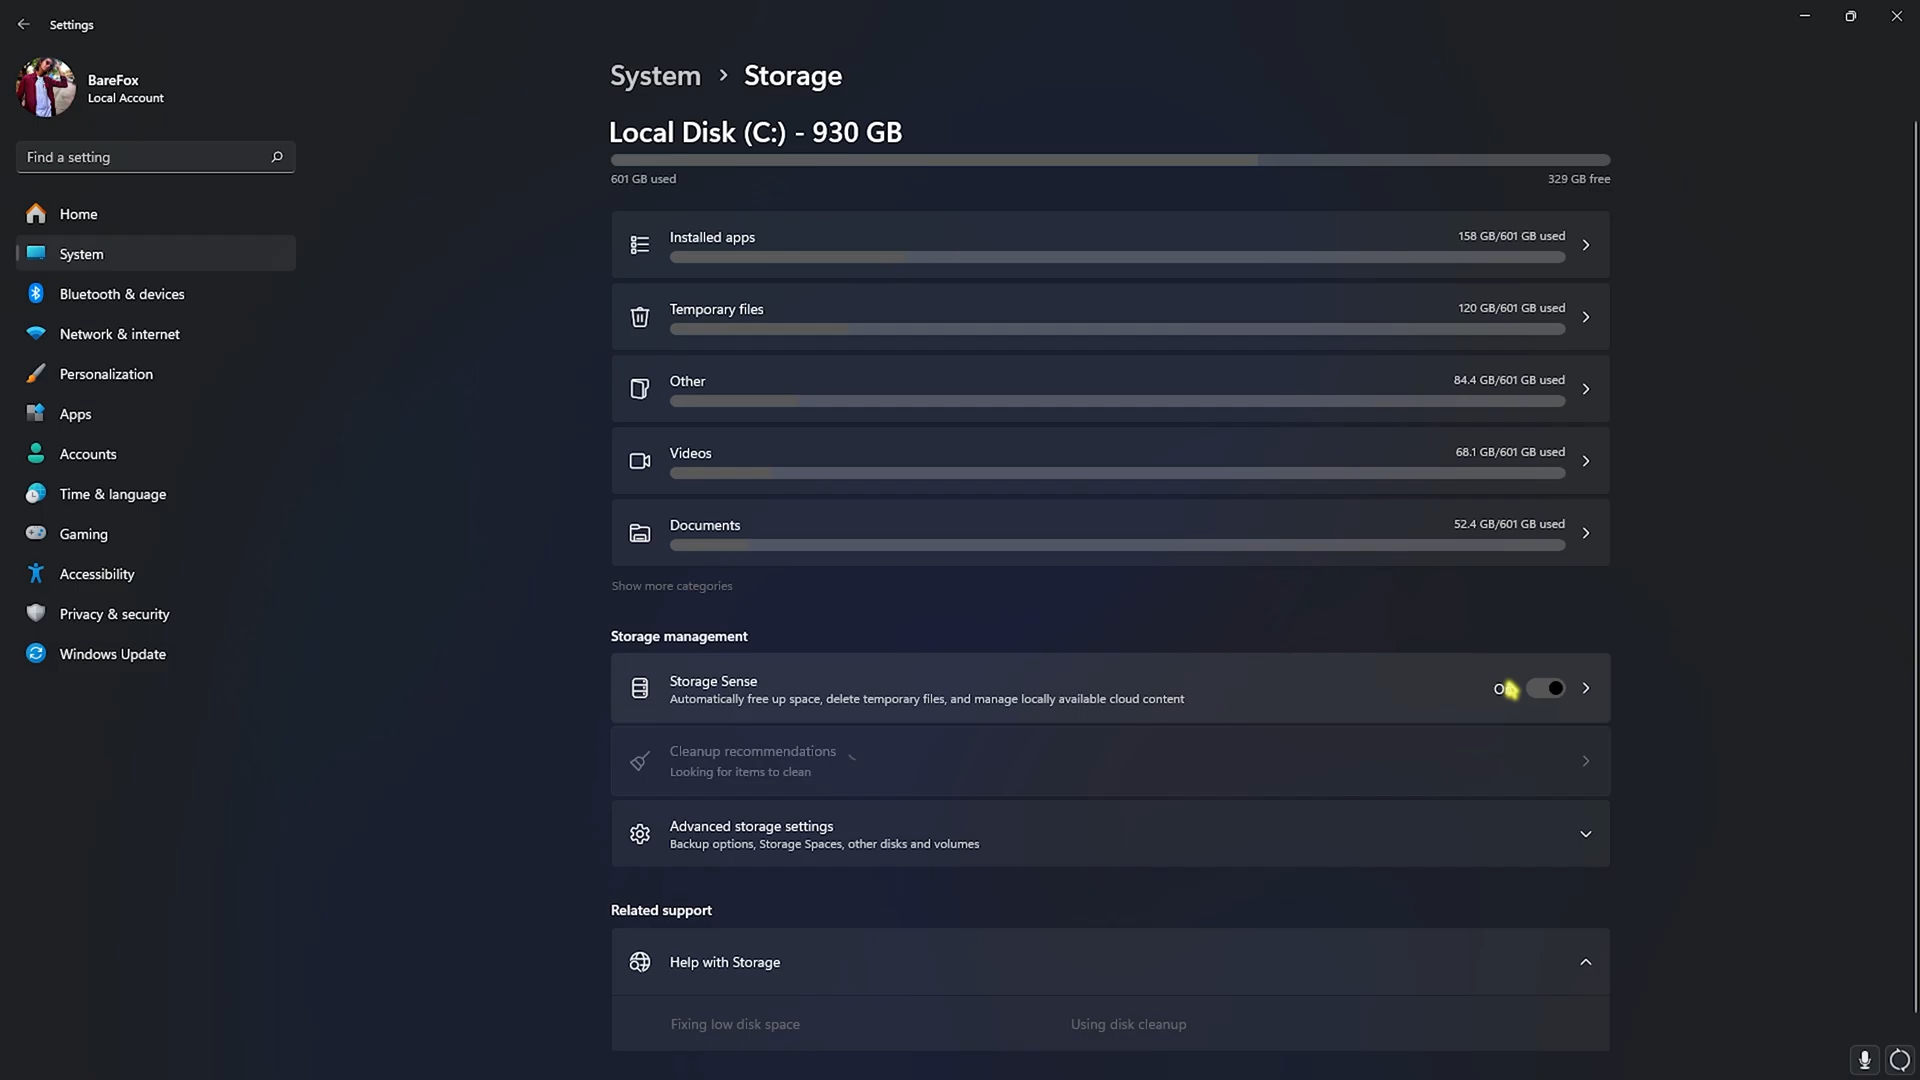 Settings
BareFox
Local Account
Find a setting
Home
System
Bluetooth & devices
Network & internet
Personalization
Apps
Accounts
Time & language
Gaming
Accessibility
Privacy & security
Windows Update
System > Storage
Local Disk (C:) - 930 GB
601 GB used
329 GB free
Installed apps
158 GB/601 GB used
Temporary files
120 GB/601 GB used
Other
84.4 GB/601 GB used
Videos
68.1 GB/601 GB used
Documents
52.4 GB/601 GB used
Show more categories
Storage management
Storage Sense
Automatically free up space, delete temporary files, and manage locally available cloud content
Cleanup recommendations
Looking for items to clean
Advanced storage settings
Backup options, Storage Spaces, other disks and volumes
Related support
Help with Storage
Fixing low disk space
Using disk cleanup